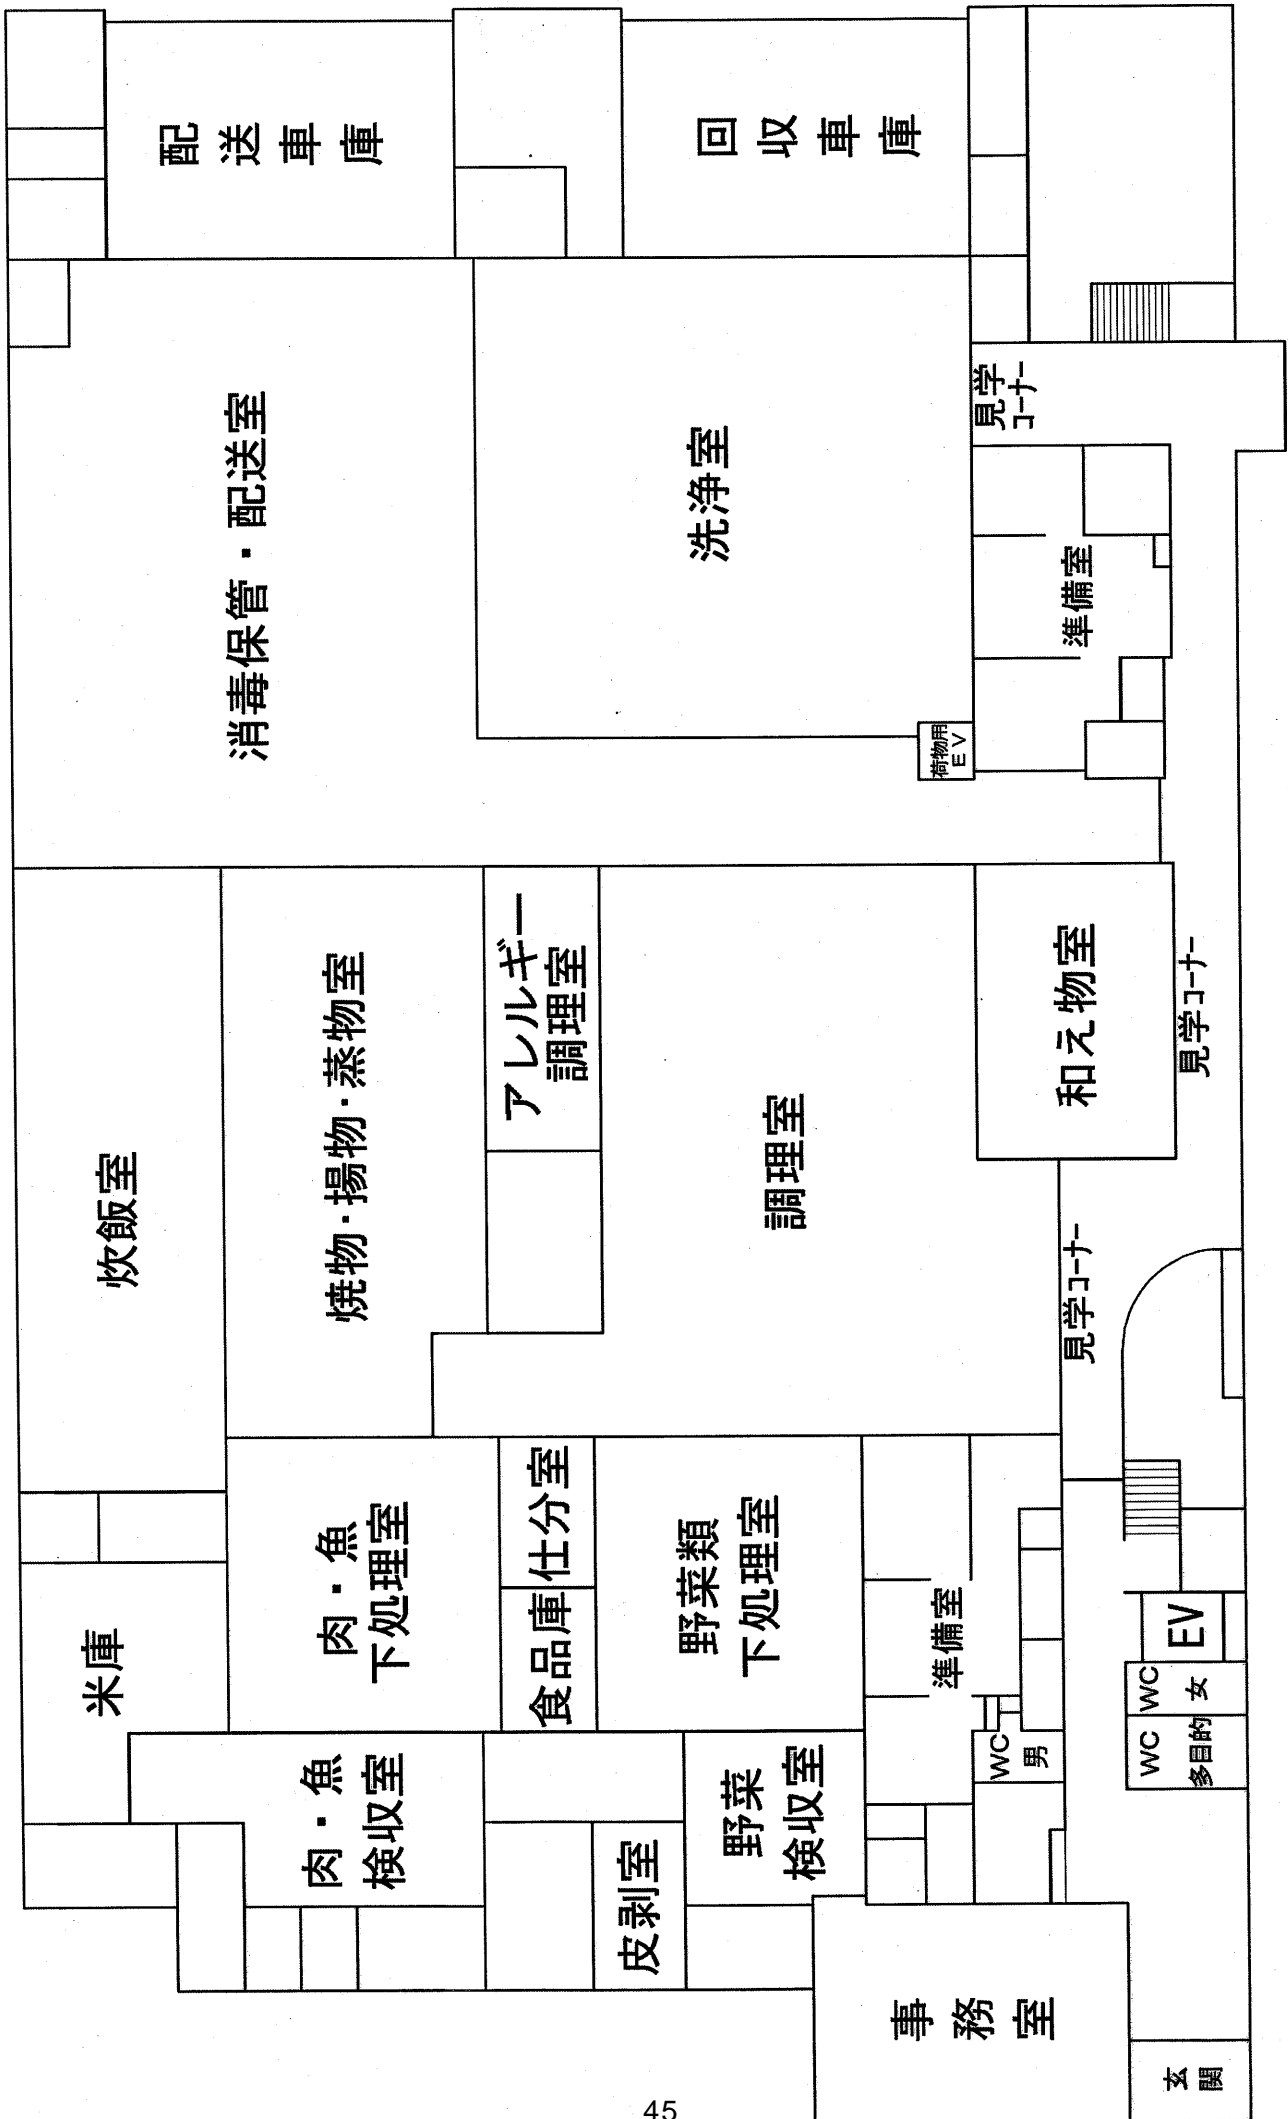 配送車庫
回収車庫
消毒保管・配送室
洗浄室
見学
コーナー
準備室
荷物用
EV
炊飯室
焼物・揚物・蒸物室
アレルギー
調理室
調理室
和え物室
見学コーナー
見学コーナー
米庫
肉・魚
下処理室
仕分室
食品庫
野菜類
下処理室
準備室
肉・魚
検収室
皮剥室
野菜
検収室
WC
男
EV
WC
女
WC
多目的
事務室
玄関
45